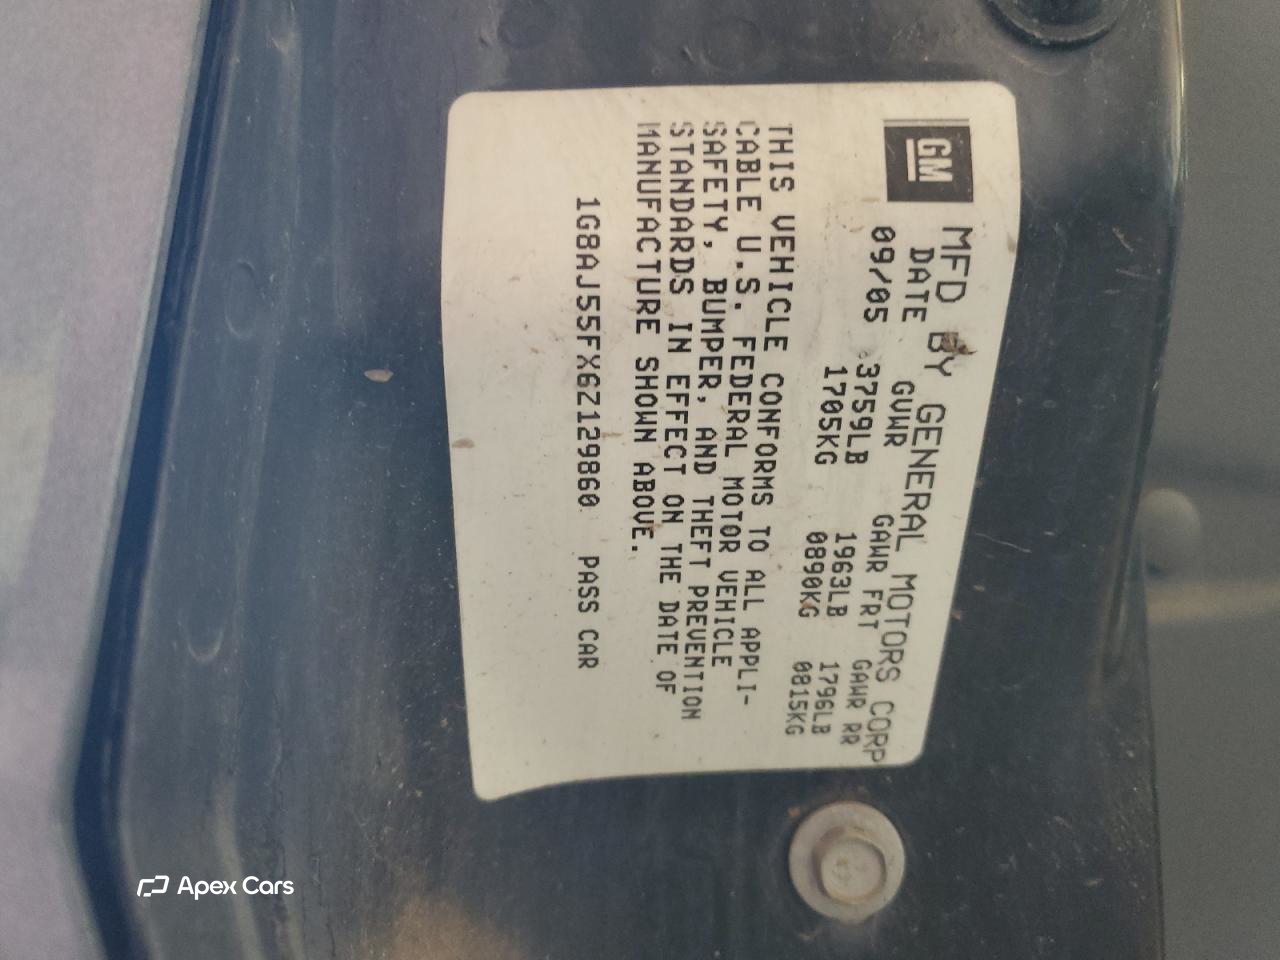 GM
MFD BY GENERAL MOTORS CORP
DATE GVWR GAWR FRT GAWR RR
09/05 3759LB 1963LB 1796LB
1705KG 0890KG 0815KG
THIS VEHICLE CONFORMS TO ALL APPLI-
CABLE U.S. FEDERAL MOTOR VEHICLE
SAFETY, BUMPER, AND THEFT PREVENTION
STANDARDS IN EFFECT ON THE DATE OF
MANUFACTURE SHOWN ABOVE.
1G8AJ55FX6Z129860 PASS CAR
Apex Cars